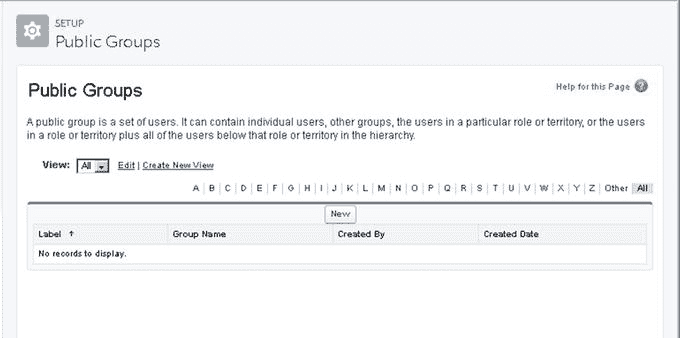 SETUP
Public Groups
Public Groups
Help for this Page ?
A public group is a set of users. It can contain individual users, other groups, the users in a particular role or territory, or the users
in a role or territory plus all of the users below that role or territory in the hierarchy.
View: All Edit | Create New View
A | B | C | D | E | F | G | H | I | J | K | L | M | N | O | P | Q | R | S | T | U | V | W | X | Y | Z | Other All
New
Label ↑ Group Name Created By Created Date
No records to display.